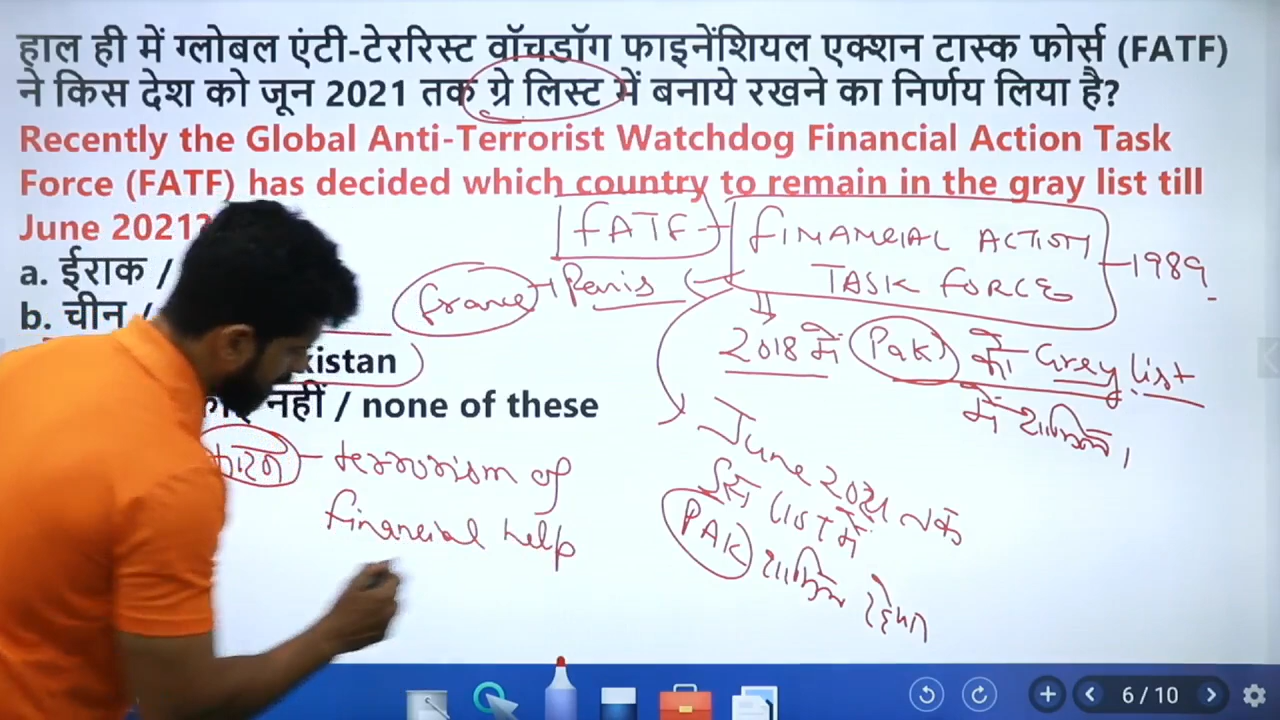 हाल ही में ग्लोबल एंटी-टेररिस्ट वॉचडॉग फाइनेंशियल एक्शन टास्क फोर्स (FATF)
ने किस देश को जून 2021 तक ग्रे लिस्ट में बनाये रखने का निर्णय लिया है?
Recently the Global Anti-Terrorist Watchdog Financial Action Task
Force (FATF) has decided which country to remain in the gray list till
June 2021?
a. ईराक /
b. चीन /
kistan
नहीं / none of these
FATF - FINANCIAL ACTION
TASK FORCE
1989
France - Paris
2018 में Pak को Grey list
में शामिल।
कारण - terrorism of
financial help
June 2021 तक
इस list में
PAK शामिल रहेगा
6 / 10